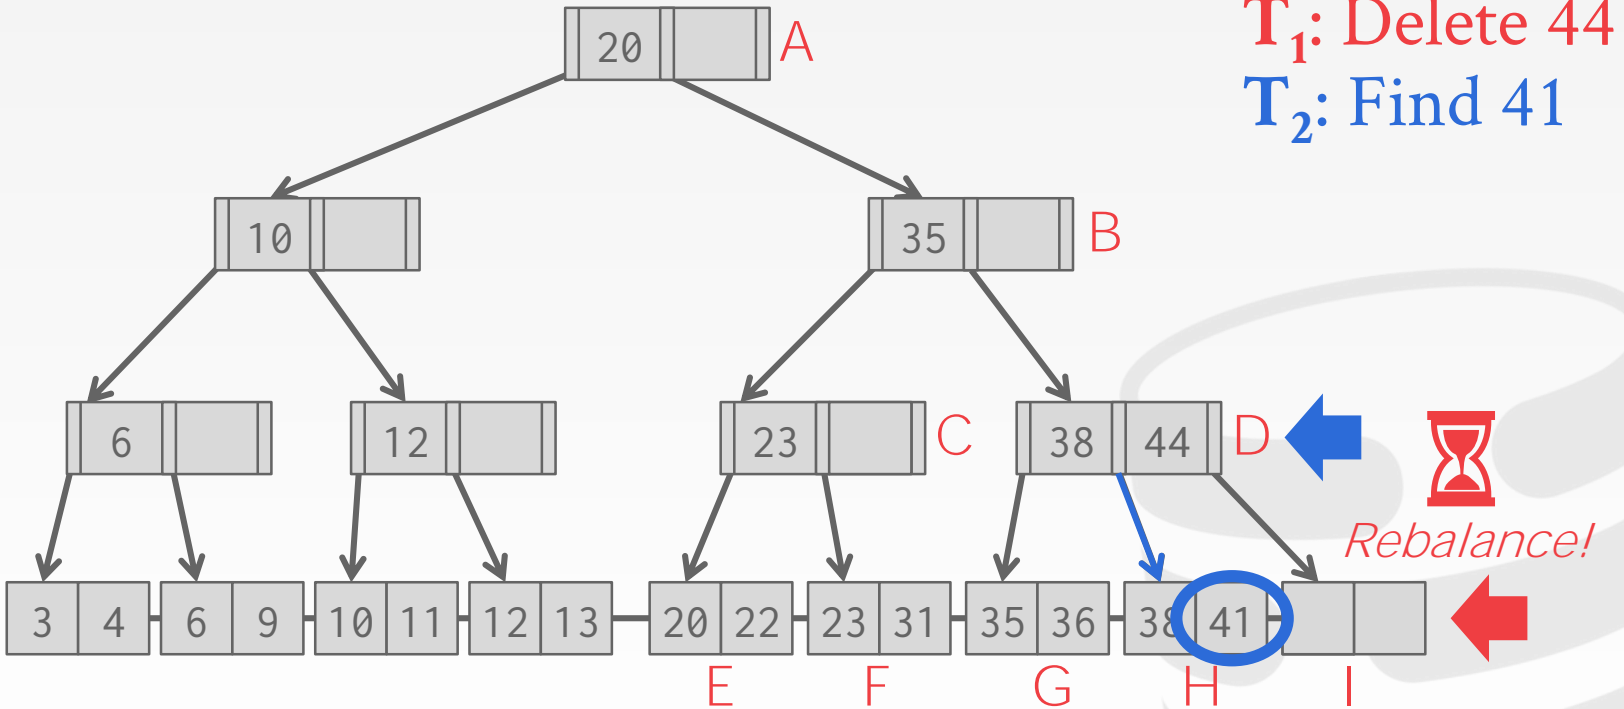 T1: Delete 44
T2: Find 41
20 A
10
35 B
6
12
23 C
38 44 D
Rebalance!
3 4 6 9 10 11 12 13 20 22 23 31 35 36 38 41
E F G H I